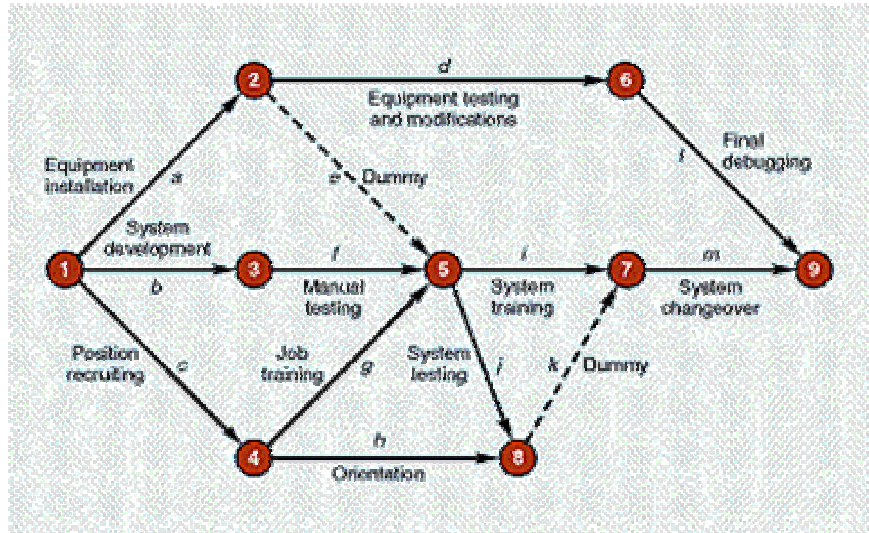 d
2
6
Equipment testing
and modifications
Final
debugging
l
Equipment
installation
a
e
Dummy
System
development
1
b
3
f
Manual
testing
5
i
System
training
7
m
System
changeover
9
Position
recruiting
c
Job
training
g
System
testing
j
k
Dummy
4
h
Orientation
8